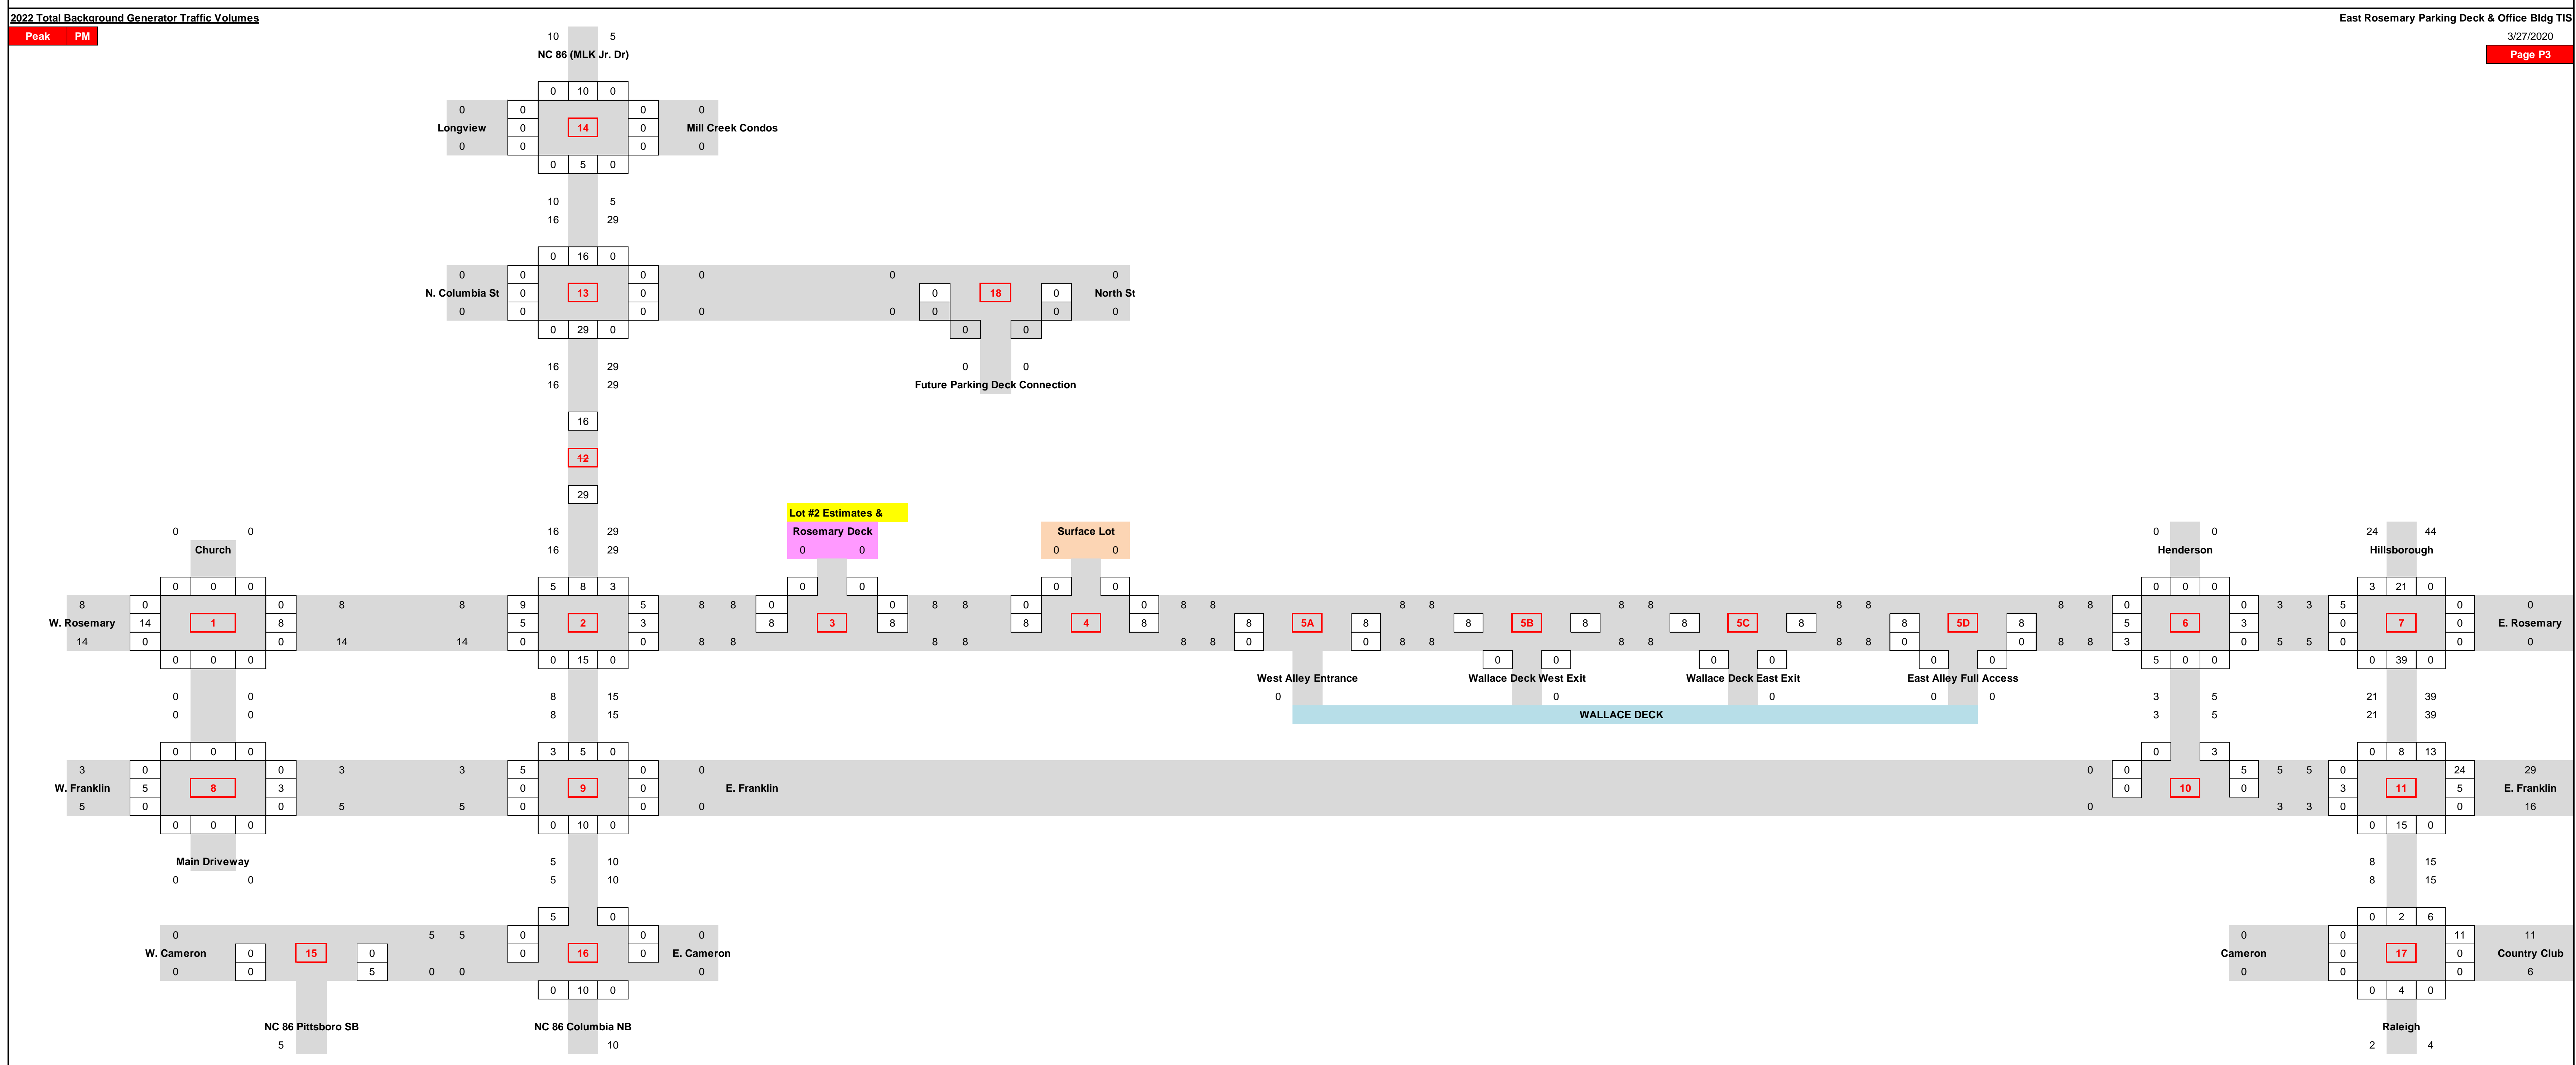 2022 Total Background Generator Traffic Volumes East Rosemary Parking Deck & Office Bldg TIS
Peak PM 10 5 3/27/2020
NC 86 (MLK Jr. Dr) Page P3
0 10 0
0 0 0 0
Longview 0 14 0 Mill Creek Condos
0 0 0 0
0 5 0
10 5
16 29
0 16 0
0 0 0 0 0 0
N. Columbia St 0 13 0 0 18 0 North St
0 0 0 0 0 0 0 0
0 29 0 0 0
16 29 0 0
16 29 Future Parking Deck Connection
16
12
29
Lot #2 Estimates &
0 0 16 29 Rosemary Deck Surface Lot 0 0 24 44
Church 16 29 0 0 0 0 Henderson Hillsborough
0 0 0 5 8 3 0 0 0 0 0 0 0 3 21 0
8 0 0 8 8 9 5 8 8 0 0 8 8 0 0 8 8 8 8 8 8 8 8 8 8 0 0 3 3 5 0 0
W. Rosemary 14 1 8 5 2 3 8 3 8 8 4 8 8 5A 8 8 5B 8 8 5C 8 8 5D 8 5 6 3 0 7 0 E. Rosemary
14 0 0 14 14 0 0 8 8 8 8 8 8 0 0 8 8 8 8 8 8 0 0 8 8 3 0 5 5 0 0 0
0 0 0 0 15 0 0 0 0 0 0 0 5 0 0 0 39 0
West Alley Entrance Wallace Deck West Exit Wallace Deck East Exit East Alley Full Access
0 0 8 15 0 0 0 0 0 3 5 21 39
0 0 8 15 WALLACE DECK 3 5 21 39
0 0 0 3 5 0 0 3 0 8 13
3 0 0 3 3 5 0 0 0 0 5 5 5 0 24 29
W. Franklin 5 8 3 0 9 0 E. Franklin 0 10 0 3 11 5 E. Franklin
5 0 0 5 5 0 0 0 0 3 3 0 0 16
0 0 0 0 10 0 0 15 0
Main Driveway 5 10 8 15
0 0 5 10 8 15
5 0 0 2 6
0 5 5 0 0 0 0 0 11 11
W. Cameron 0 15 0 0 16 0 E. Cameron Cameron 0 17 0 Country Club
0 0 5 0 0 0 0 0 0 6
0 10 0 0 4 0
NC 86 Pittsboro SB NC 86 Columbia NB Raleigh
5 10 2 4